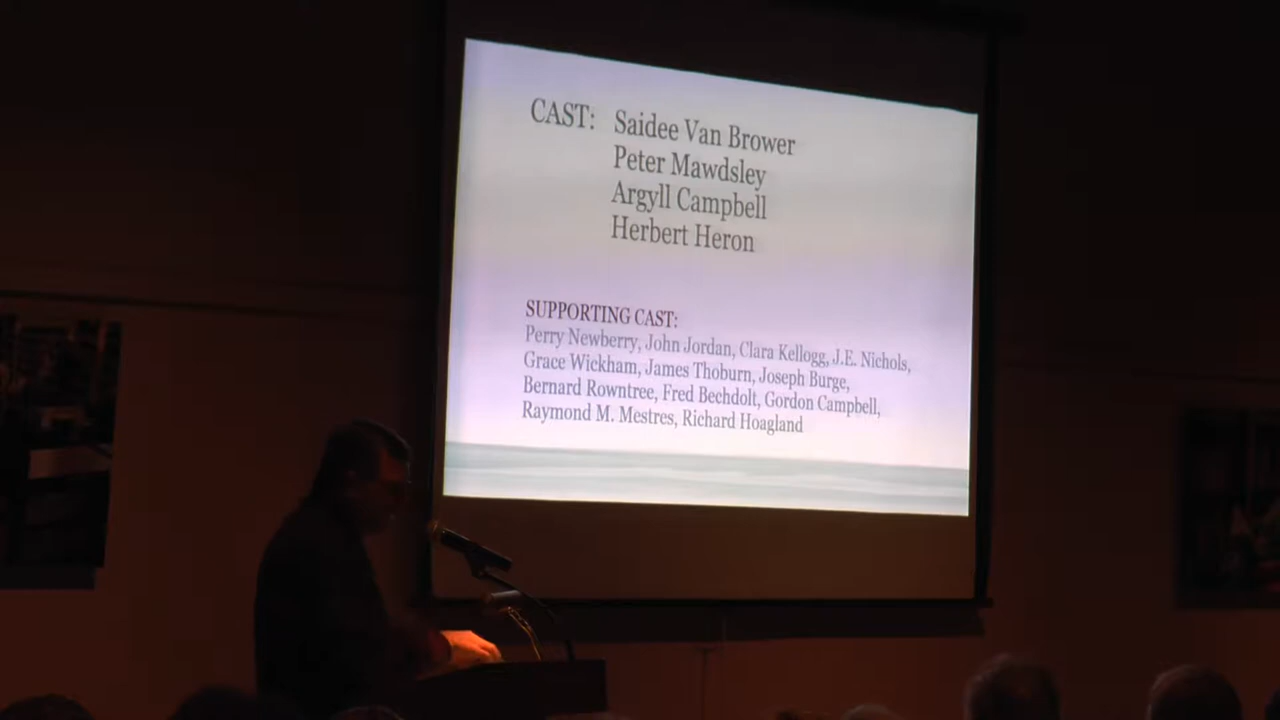 CAST: Saidee Van Brower
Peter Mawdsley
Argyll Campbell
Herbert Heron
SUPPORTING CAST:
Perry Newberry, John Jordan, Clara Kellogg, J.E. Nichols,
Grace Wickham, James Thoburn, Joseph Burge,
Bernard Rowntree, Fred Bechdolt, Gordon Campbell,
Raymond M. Mestres, Richard Hoagland